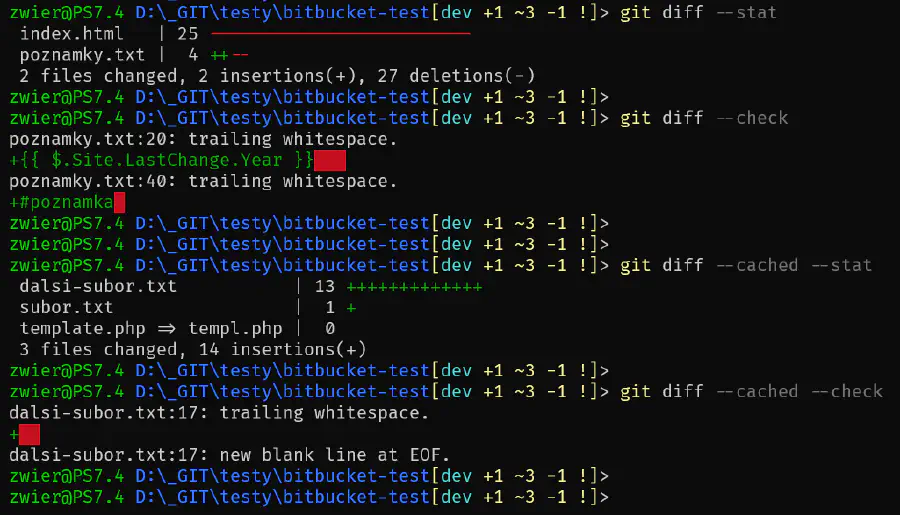 zwier@PS7.4 D:\_GIT\testy\bitbucket-test[dev +1 ~3 -1 !]> git diff --stat
 index.html   | 25 -------------------------
 poznamky.txt |  4 ++--
 2 files changed, 2 insertions(+), 27 deletions(-)
zwier@PS7.4 D:\_GIT\testy\bitbucket-test[dev +1 ~3 -1 !]>
zwier@PS7.4 D:\_GIT\testy\bitbucket-test[dev +1 ~3 -1 !]> git diff --check
poznamky.txt:20: trailing whitespace.
+{{ $.Site.LastChange.Year }}
poznamky.txt:40: trailing whitespace.
+#poznamka
zwier@PS7.4 D:\_GIT\testy\bitbucket-test[dev +1 ~3 -1 !]>
zwier@PS7.4 D:\_GIT\testy\bitbucket-test[dev +1 ~3 -1 !]>
zwier@PS7.4 D:\_GIT\testy\bitbucket-test[dev +1 ~3 -1 !]> git diff --cached --stat
 dalsi-subor.txt           | 13 +++++++++++++
 subor.txt                 |  1 +
 template.php => templ.php |  0
 3 files changed, 14 insertions(+)
zwier@PS7.4 D:\_GIT\testy\bitbucket-test[dev +1 ~3 -1 !]>
zwier@PS7.4 D:\_GIT\testy\bitbucket-test[dev +1 ~3 -1 !]> git diff --cached --check
dalsi-subor.txt:17: trailing whitespace.
+
dalsi-subor.txt:17: new blank line at EOF.
zwier@PS7.4 D:\_GIT\testy\bitbucket-test[dev +1 ~3 -1 !]>
zwier@PS7.4 D:\_GIT\testy\bitbucket-test[dev +1 ~3 -1 !]>